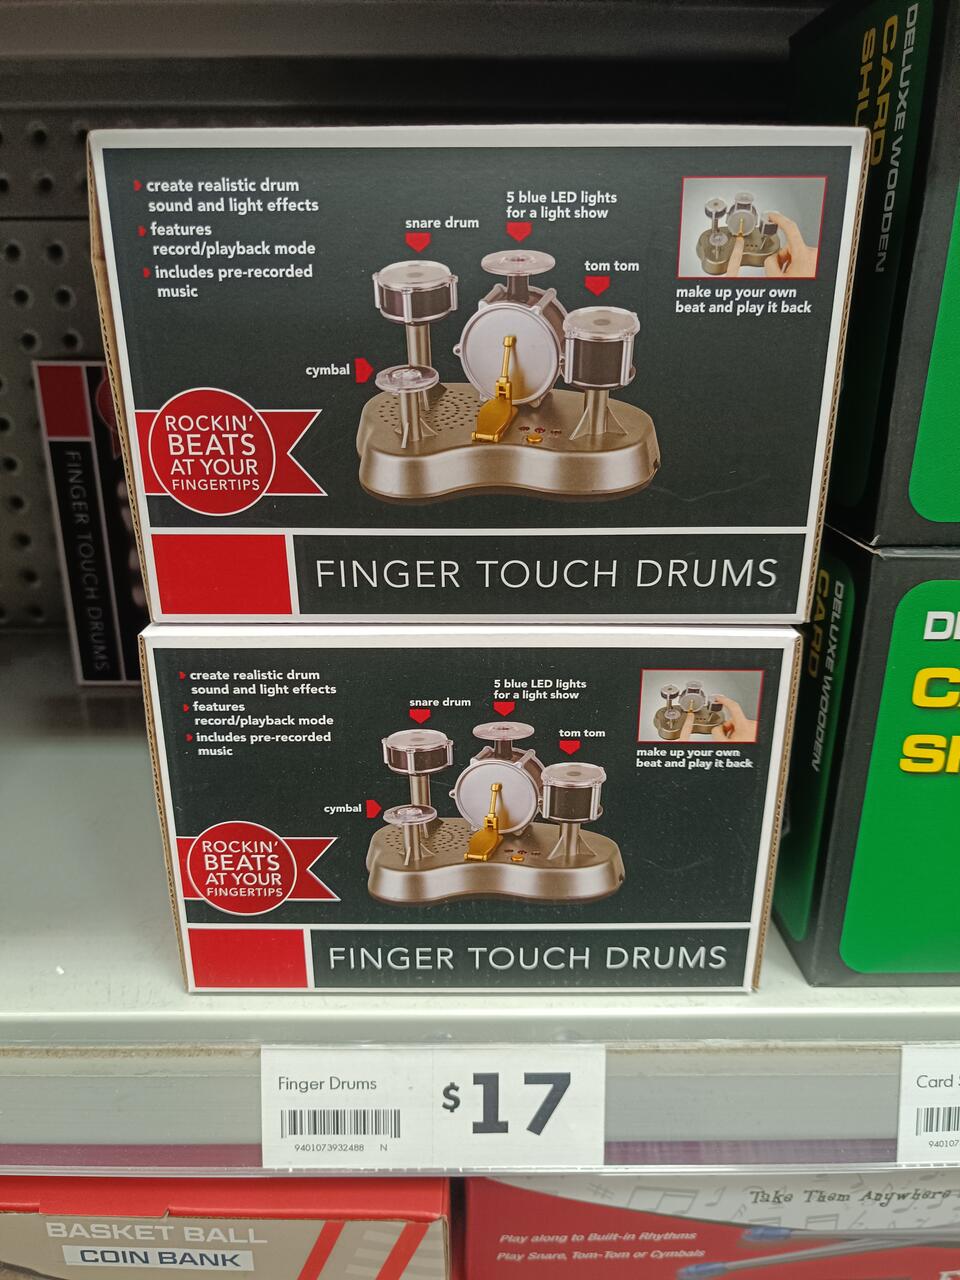 create realistic drum
sound and light effects
features
record/playback mode
includes pre-recorded
music
snare drum
5 blue LED lights
for a light show
tom tom
cymbal
make up your own
beat and play it back
ROCKIN'
BEATS
AT YOUR
FINGERTIPS
FINGER TOUCH DRUMS
FINGER TOUCH DRUMS
create realistic drum
sound and light effects
features
record/playback mode
includes pre-recorded
music
snare drum
5 blue LED lights
for a light show
tom tom
cymbal
make up your own
beat and play it back
ROCKIN'
BEATS
AT YOUR
FINGERTIPS
FINGER TOUCH DRUMS
DELUXE WOODEN
CARD
DELUXE WOODEN
CARD
Finger Drums
$17
9401073932488 N
Card
BASKET BALL
COIN BANK
Take Them Anywhere
Play along to Built-in Rhythms
Play Snare, Tom-Tom or Cymbals